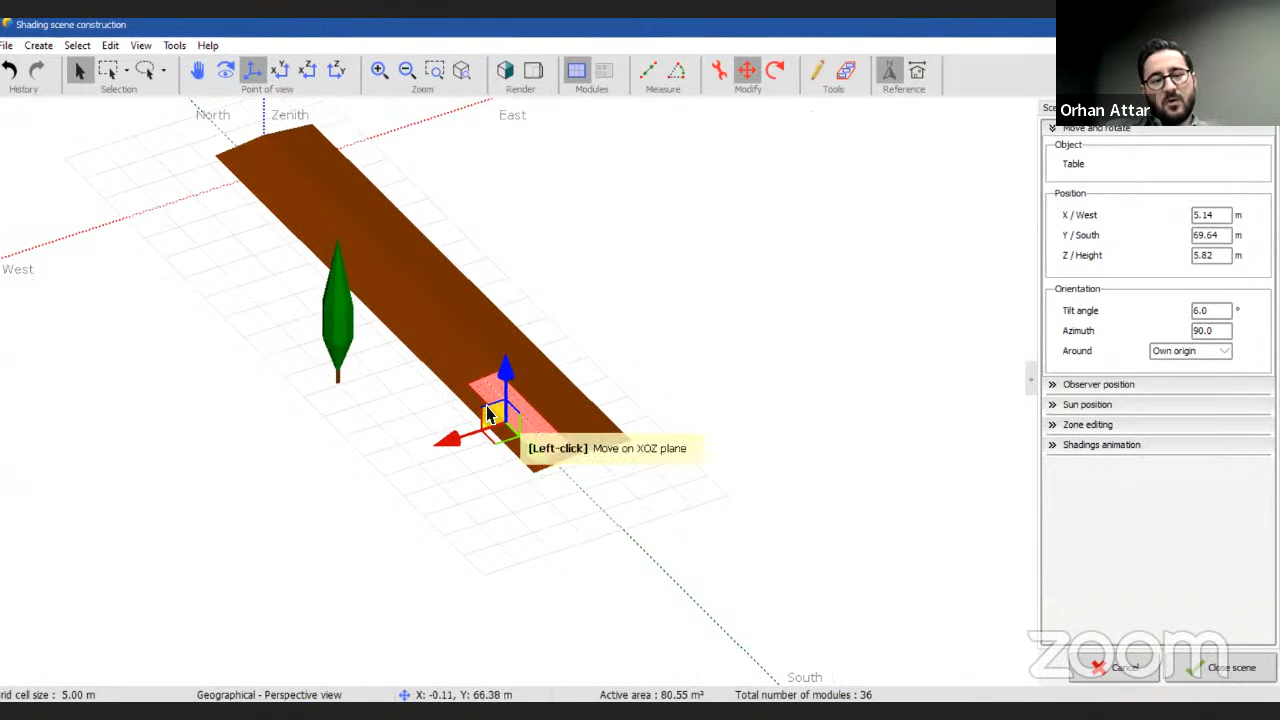 Shading scene construction
File Create Select Edit View Tools Help
History Selection Point of view Zoom Render Modules Measure Modify Tools Reference
Orhan Attar
North Zenith East
West
South
[Left-click] Move on XOZ plane
Move and rotate
Object
Table
Position
X / West 5.14 m
Y / South 69.64 m
Z / Height 5.82 m
Orientation
Tilt angle 6.0 °
Azimuth 90.0
Around Own origin
Observer position
Sun position
Zone editing
Shadings animation
Cancel Close scene
zoom
rid cell size : 5.00 m Geographical - Perspective view X: -0.11, Y: 66.38 m Active area : 80.55 m² Total number of modules : 36